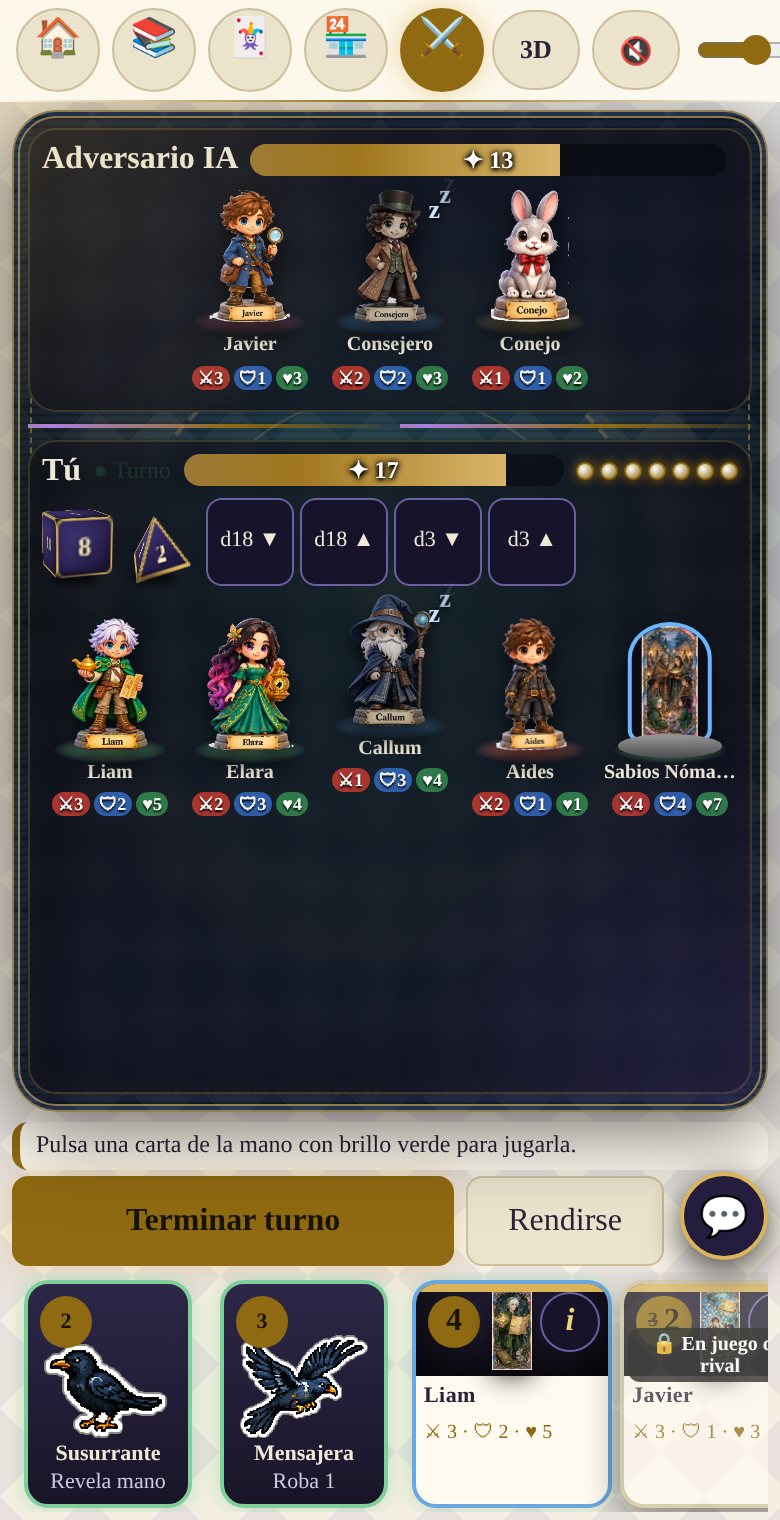 24
3D
Adversario IA
✦ 13
z z
Javier
Consejero
Conejo
Javier
Consejero
Conejo
⚔3 🛡1 ♥3
⚔2 🛡2 ♥3
⚔1 🛡1 ♥2
Tú
● Turno
✦ 17
8
2
d18 ▼
d18 ▲
d3 ▼
d3 ▲
z z
Liam
Elara
Callum
Aides
Liam
Elara
Callum
Aides
Sabios Nóma…
⚔3 🛡2 ♥5
⚔2 🛡3 ♥4
⚔1 🛡3 ♥4
⚔2 🛡1 ♥1
⚔4 🛡4 ♥7
Pulsa una carta de la mano con brillo verde para jugarla.
Terminar turno
Rendirse
2
Susurrante
Revela mano
3
Mensajera
Roba 1
4
i
Liam
⚔ 3 · 🛡 2 · ♥ 5
3 2
🔒 En juego
rival
Javier
⚔ 3 · 🛡 1 · ♥ 3